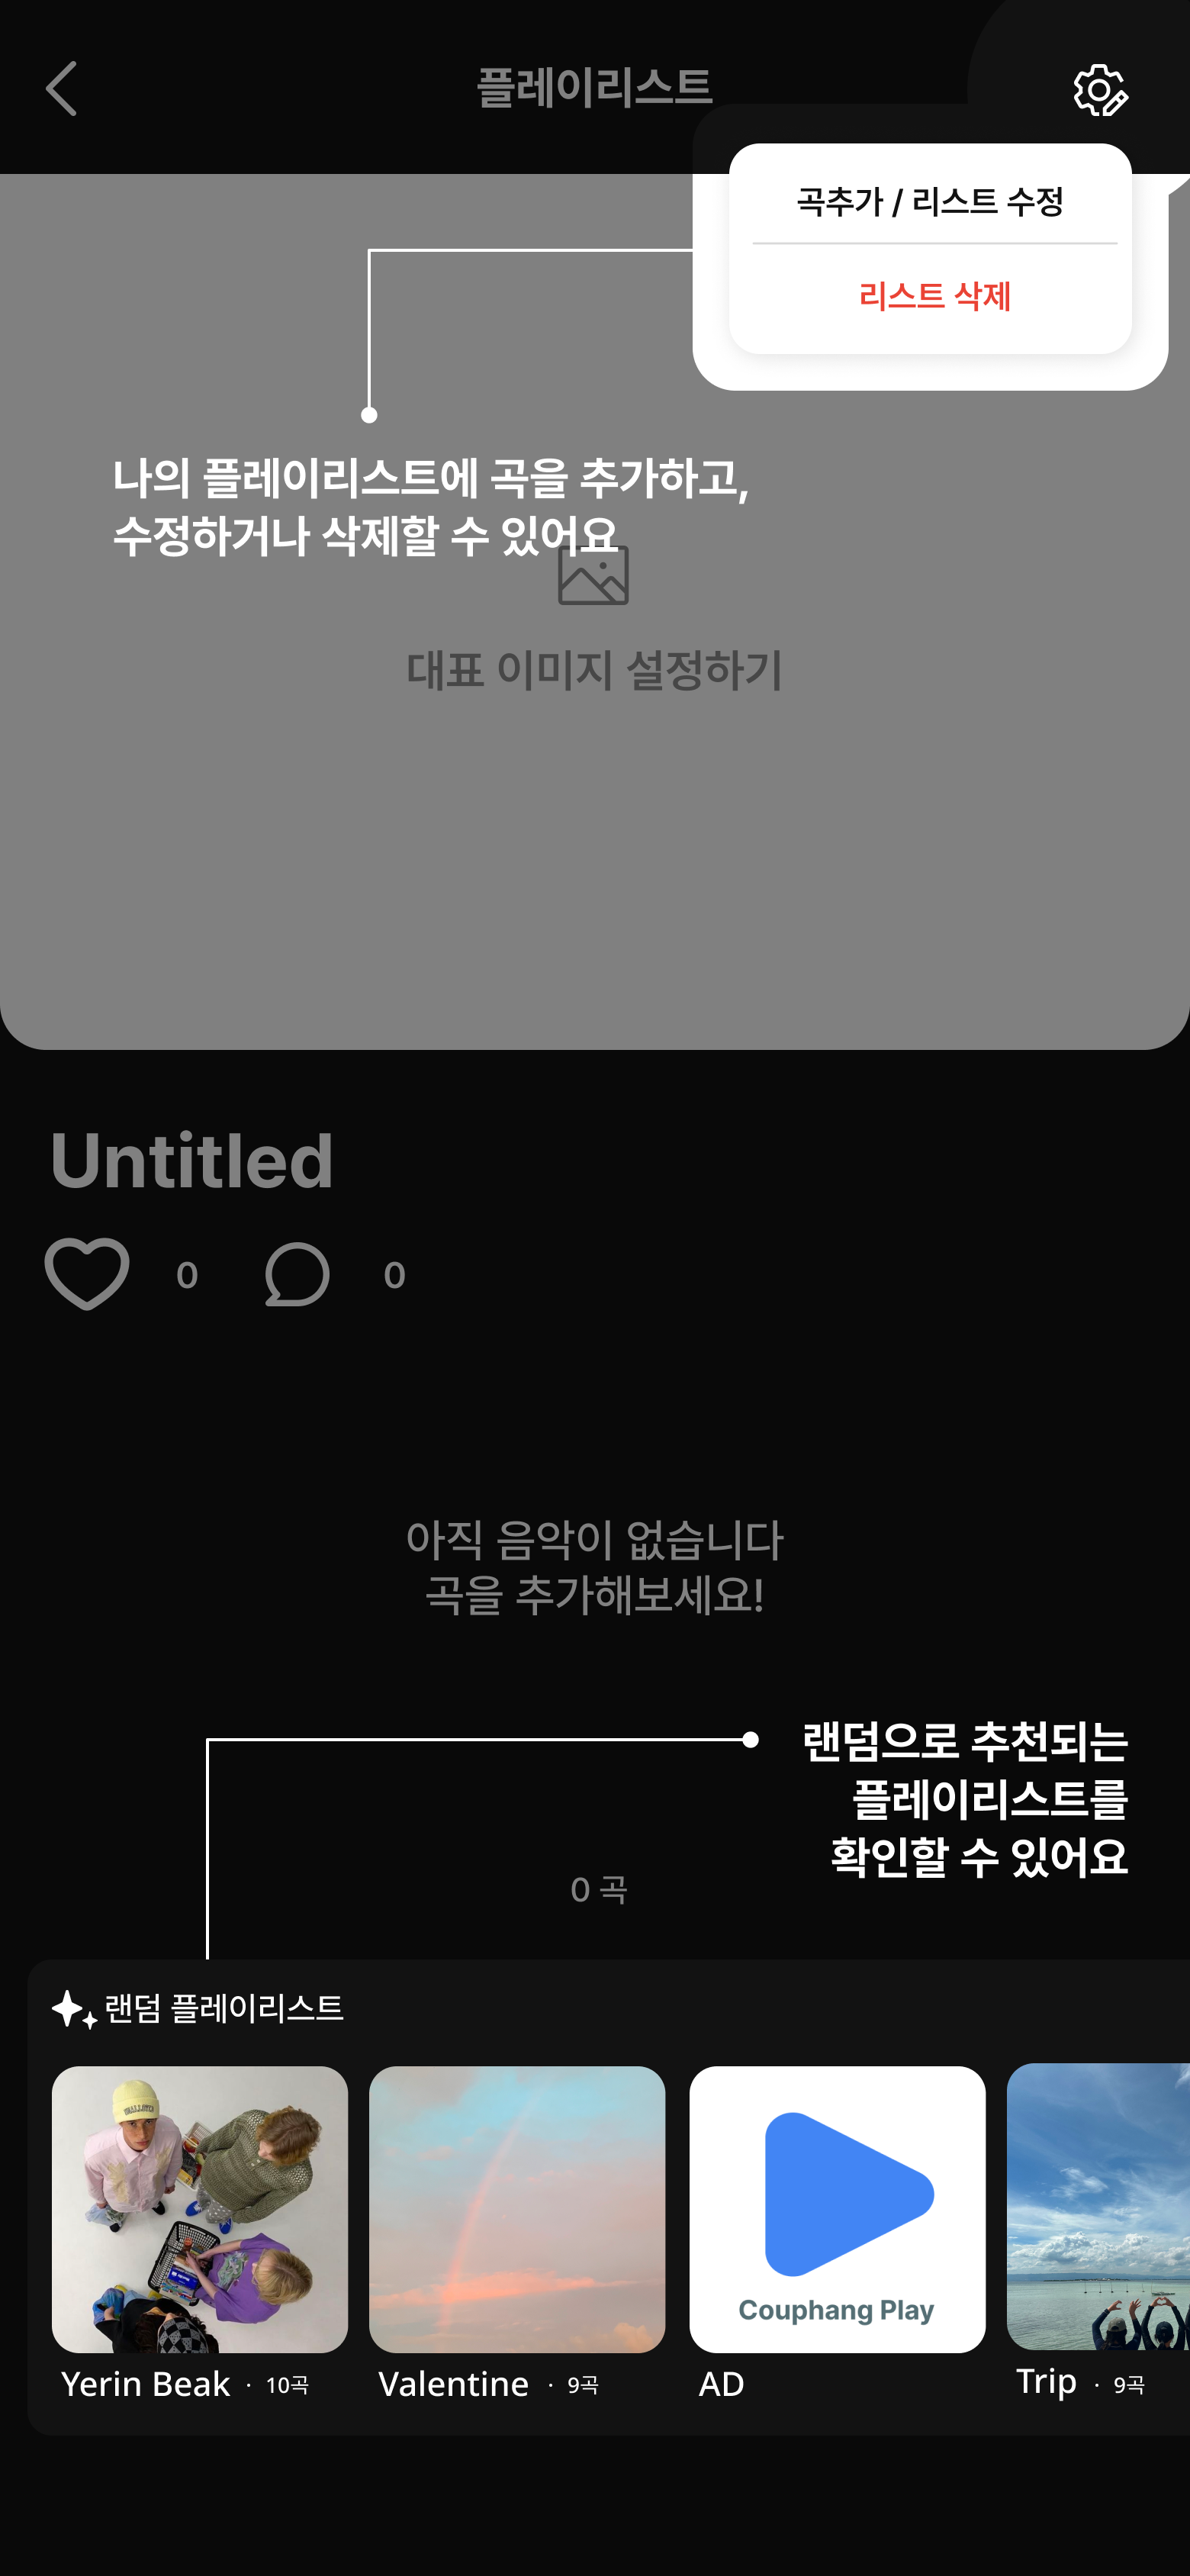 플레이리스트
곡추가 / 리스트 수정
리스트 삭제
나의 플레이리스트에 곡을 추가하고,
수정하거나 삭제할 수 있어요
대표 이미지 설정하기
Untitled
0 0
아직 음악이 없습니다
곡을 추가해보세요!
랜덤으로 추천되는
플레이리스트를
확인할 수 있어요
0 곡
랜덤 플레이리스트
Couphang Play
Yerin Beak · 10곡
Valentine · 9곡
AD
Trip · 9곡